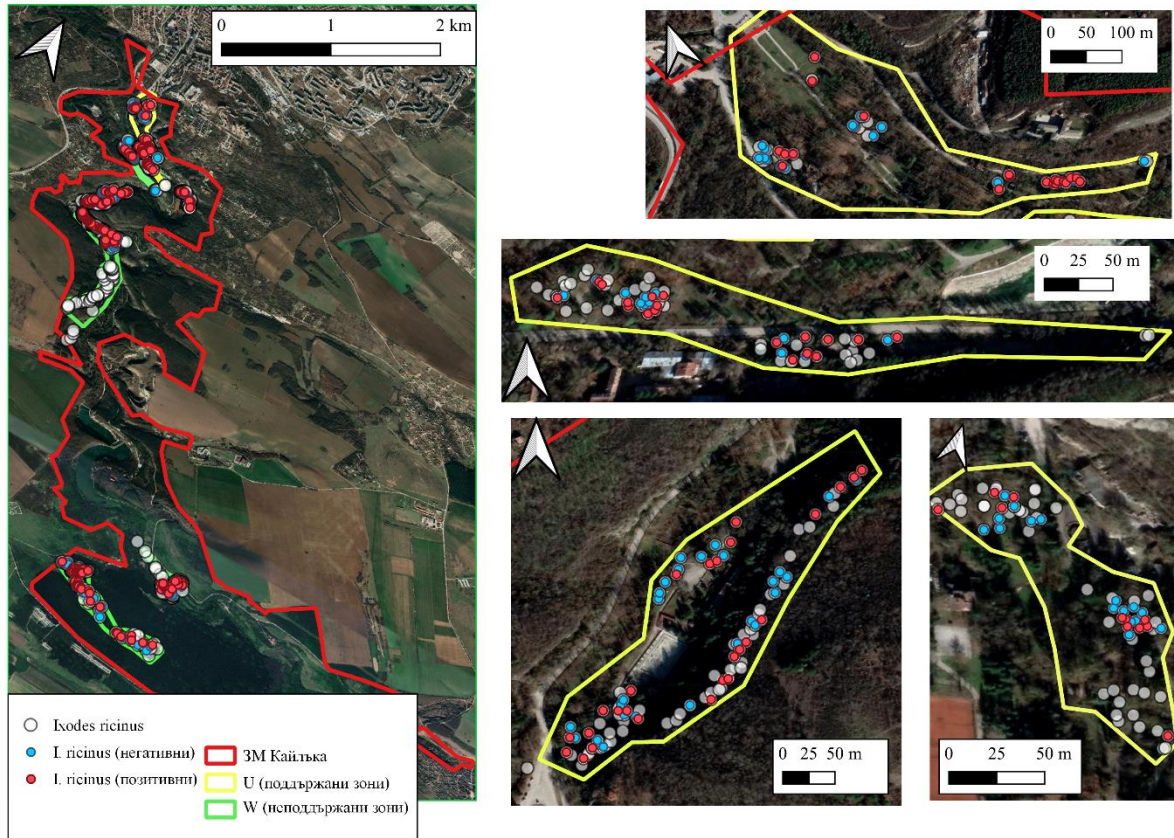 0 1 2 km
0 50 100 m
0 25 50 m
0 25 50 m
0 25 50 m
Ixodes ricinus
I. ricinus (негативни)
I. ricinus (позитивни)
ЗМ Кайлъка
U (поддържани зони)
W (неподдържани зони)